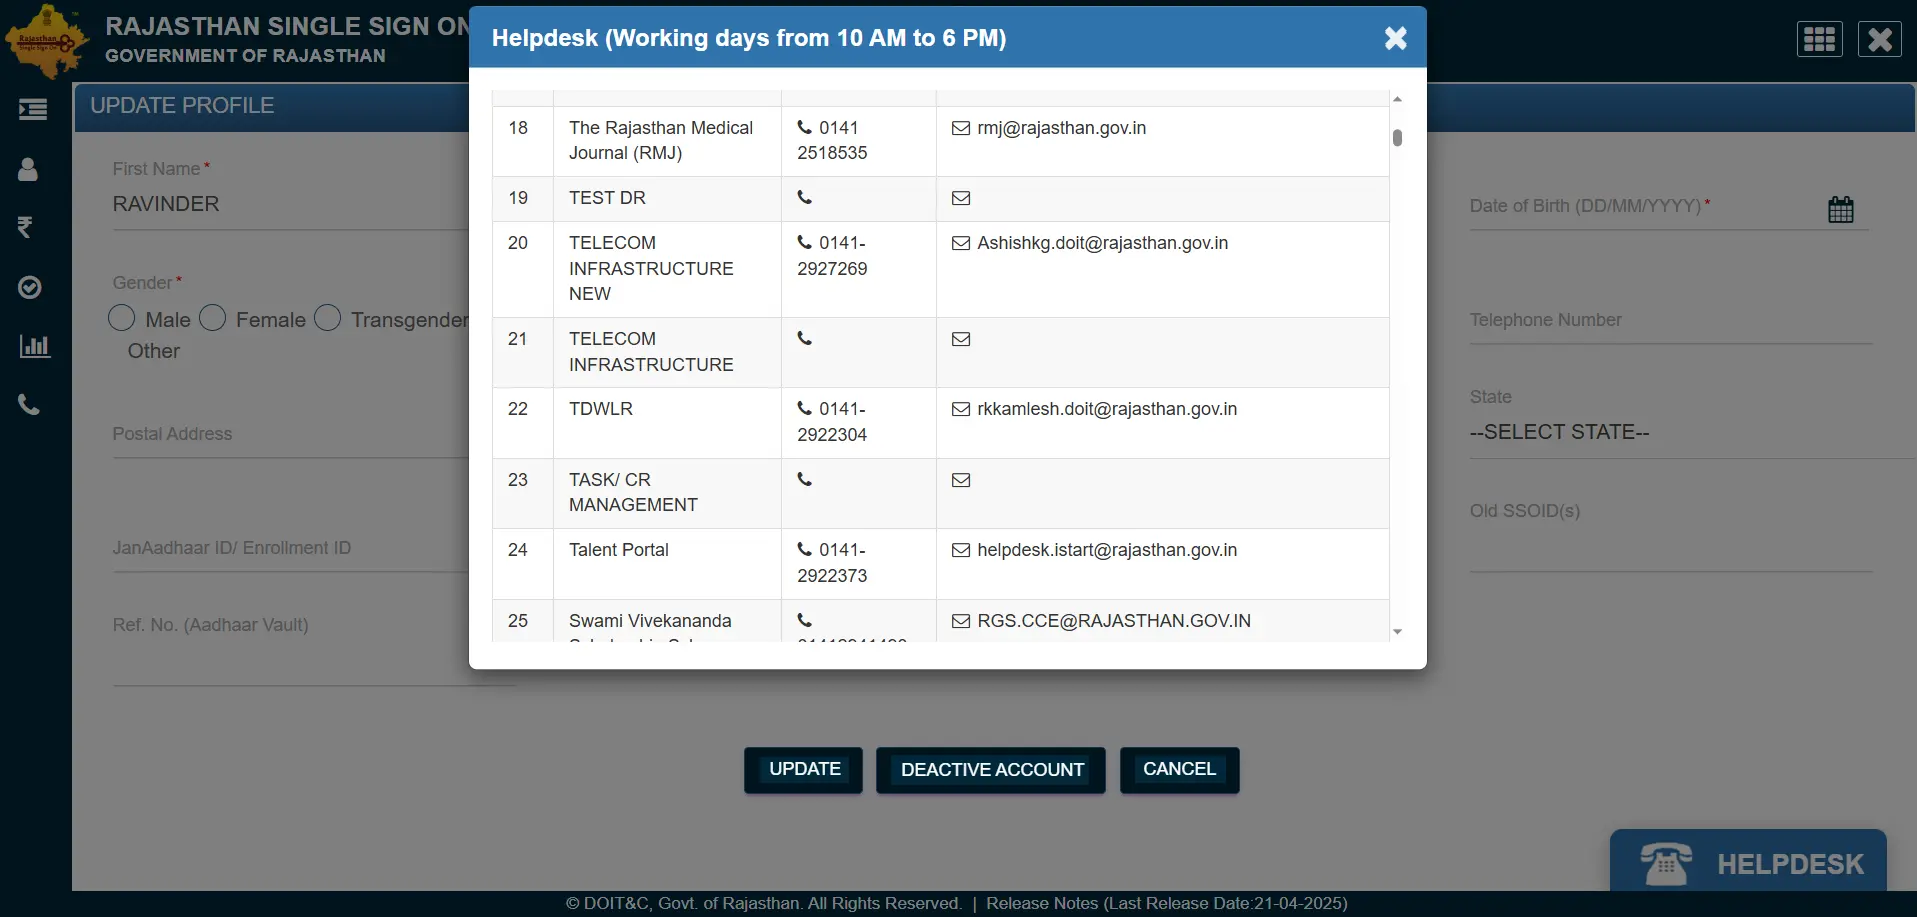 Rajasthan
Single Sign On
RAJASTHAN SINGLE SIGN ON
GOVERNMENT OF RAJASTHAN
Helpdesk (Working days from 10 AM to 6 PM)
18 The Rajasthan Medical Journal (RMJ) 0141 2518535 rmj@rajasthan.gov.in
19 TEST DR
20 TELECOM INFRASTRUCTURE NEW 0141-2927269 Ashishkg.doit@rajasthan.gov.in
21 TELECOM INFRASTRUCTURE
22 TDWLR 0141-2922304 rkkamlesh.doit@rajasthan.gov.in
23 TASK/ CR MANAGEMENT
24 Talent Portal 0141-2922373 helpdesk.istart@rajasthan.gov.in
25 Swami Vivekananda RGS.CCE@RAJASTHAN.GOV.IN
UPDATE PROFILE
First Name *
RAVINDER
Date of Birth (DD/MM/YYYY) *
Gender *
Male Female Transgender
Other
Telephone Number
Postal Address
State
--SELECT STATE--
JanAadhaar ID/ Enrollment ID
Old SSOID(s)
Ref. No. (Aadhaar Vault)
UPDATE DEACTIVE ACCOUNT CANCEL
HELPDESK
© DOIT&C, Govt. of Rajasthan. All Rights Reserved. | Release Notes (Last Release Date:21-04-2025)